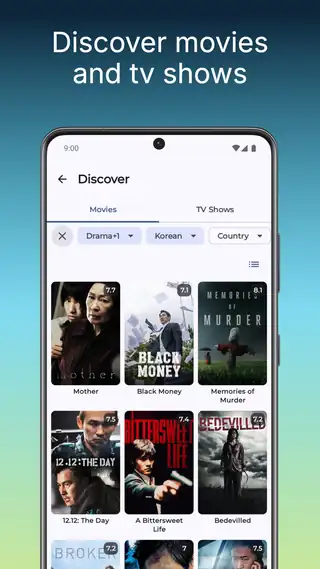 Discover movies
and tv shows
9:00
Discover
Movies
TV Shows
Drama+1
Korean
Country
7.7
7.1
8.1
mother
BLACK
MONEY
MEMORIES
OF
MURDER
Mother
Black Money
Memories of
Murder
7.5
7.4
7.2
12.12: THE DAY
BITTERSWEET
LIFE
BEDEVILLED
12.12: The Day
A Bittersweet
Life
Bedevilled
BROKER
7.2
7
7.5